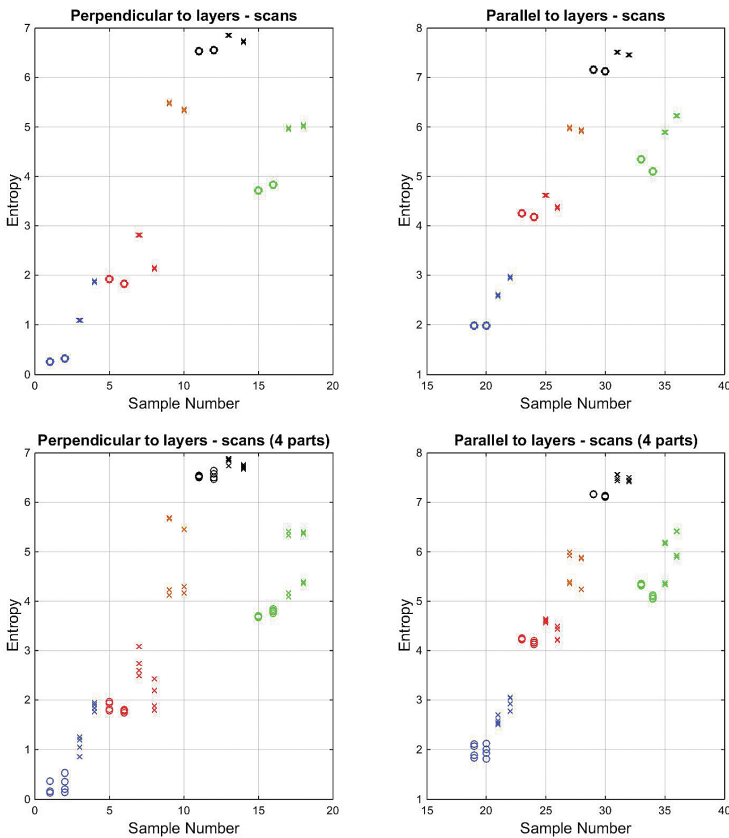 Perpendicular to layers - scans
7
6
5
4
3
2
1
0
Entropy
0 5 10 15 20
Sample Number
Parallel to layers - scans
8
7
6
5
4
3
2
1
Entropy
15 20 25 30 35 40
Sample Number
Perpendicular to layers - scans (4 parts)
7
6
5
4
3
2
1
0
Entropy
0 5 10 15 20
Sample Number
Parallel to layers - scans (4 parts)
8
7
6
5
4
3
2
1
Entropy
15 20 25 30 35 40
Sample Number